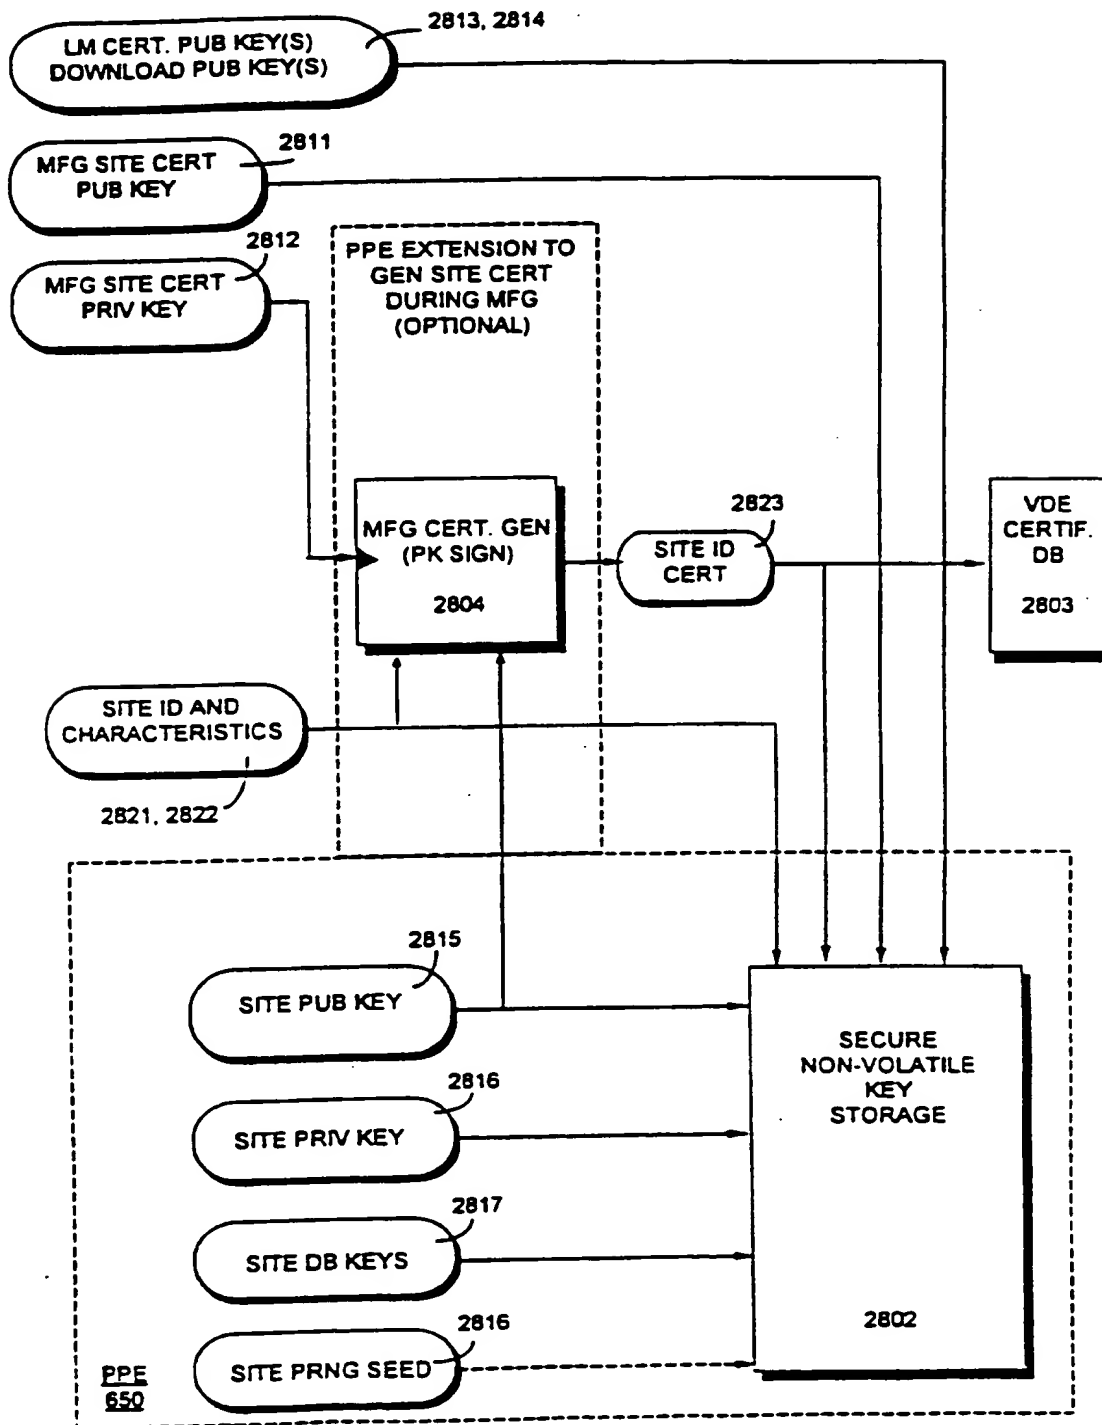 2813, 2814
LM CERT. PUB KEY(S)
DOWNLOAD PUB KEY(S)
2811
MFG SITE CERT
PUB KEY
2812
MFG SITE CERT
PRIV KEY
PPE EXTENSION TO
GEN SITE CERT
DURING MFG
(OPTIONAL)
MFG CERT. GEN
(PK SIGN)
2804
2823
SITE ID
CERT
VDE
CERTIF.
DB
2803
SITE ID AND
CHARACTERISTICS
2821, 2822
2815
SITE PUB KEY
2816
SITE PRIV KEY
2817
SITE DB KEYS
2816
SITE PRNG SEED
SECURE
NON-VOLATILE
KEY
STORAGE
2802
PPE
650